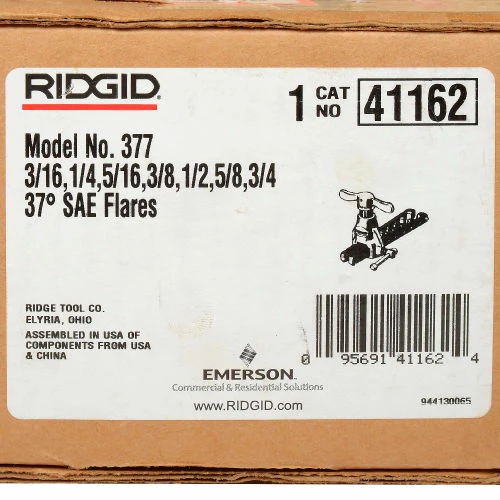 RIDGID
1 CAT NO 41162
Model No. 377
3/16,1/4,5/16,3/8,1/2,5/8,3/4
37° SAE Flares
RIDGE TOOL CO.
ELYRIA, OHIO
ASSEMBLED IN USA OF
COMPONENTS FROM USA
& CHINA
EMERSON
Commercial & Residential Solutions
www.RIDGID.com
0 95691 41162 4
944130065